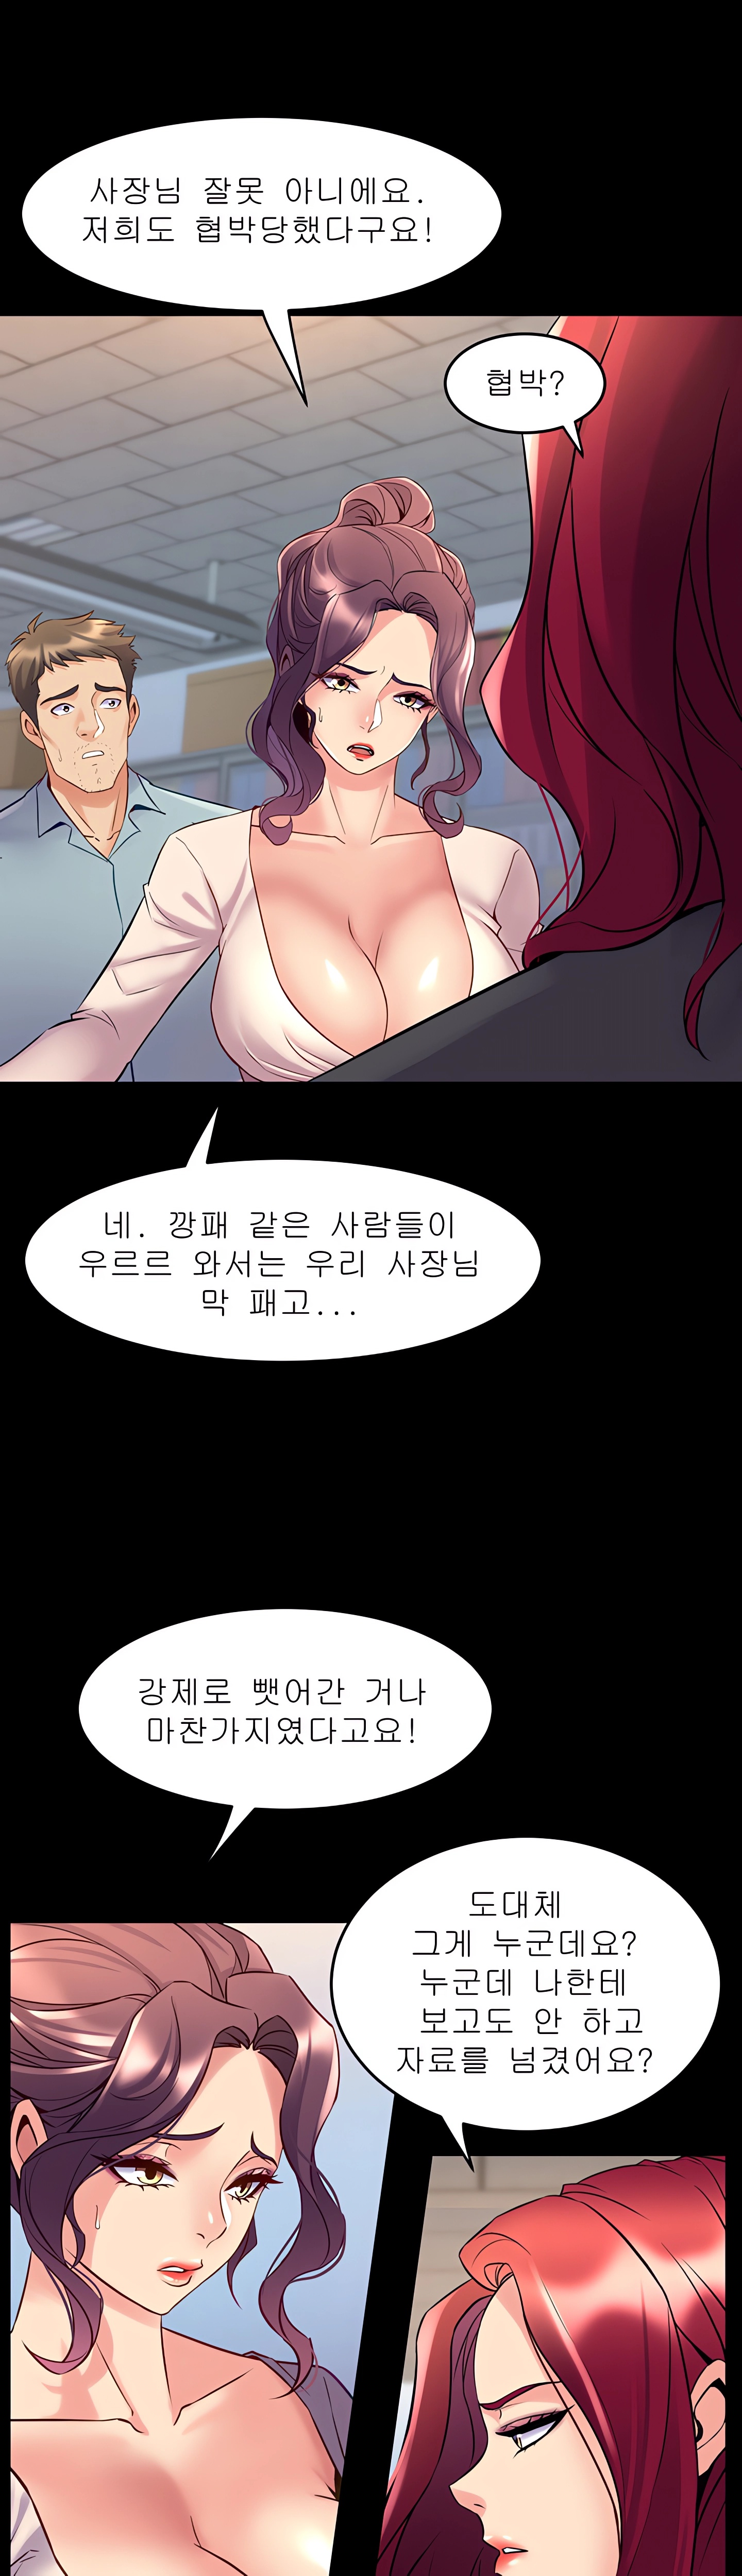 사장님 잘못 아니에요.
저희도 협박당했다구요!
협박?
네. 깡패 같은 사람들이
우르르 와서는 우리 사장님
막 패고...
강제로 뺏어간 거나
마찬가지였다고요!
도대체
그게 누군데요?
누군데 나한테
보고도 안 하고
자료를 넘겼어요?